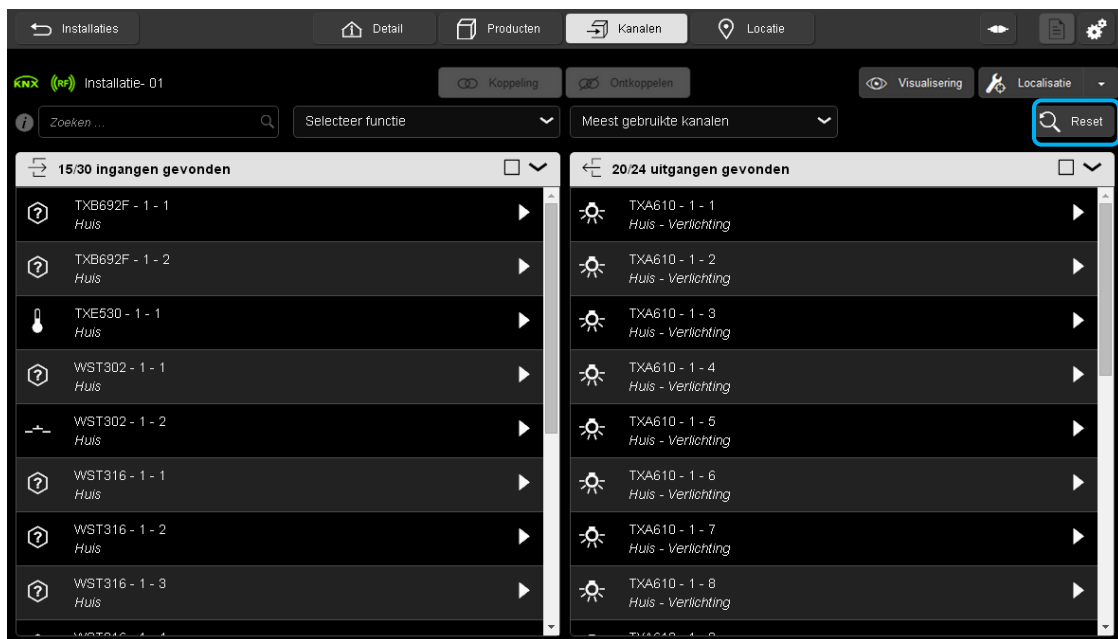 Installaties
Detail
Producten
Kanalen
Locatie
KNX
RF
Installatie- 01
Koppeling
Ontkoppelen
Visualisering
Localisatie
Zoeken ...
Selecteer functie
Meest gebruikte kanalen
Reset
15/30 ingangen gevonden
TXB692F - 1 - 1
Huis
TXB692F - 1 - 2
Huis
TXE530 - 1 - 1
Huis
WST302 - 1 - 1
Huis
WST302 - 1 - 2
Huis
WST316 - 1 - 1
Huis
WST316 - 1 - 2
Huis
WST316 - 1 - 3
Huis
20/24 uitgangen gevonden
TXA610 - 1 - 1
Huis - Verlichting
TXA610 - 1 - 2
Huis - Verlichting
TXA610 - 1 - 3
Huis - Verlichting
TXA610 - 1 - 4
Huis - Verlichting
TXA610 - 1 - 5
Huis - Verlichting
TXA610 - 1 - 6
Huis - Verlichting
TXA610 - 1 - 7
Huis - Verlichting
TXA610 - 1 - 8
Huis - Verlichting